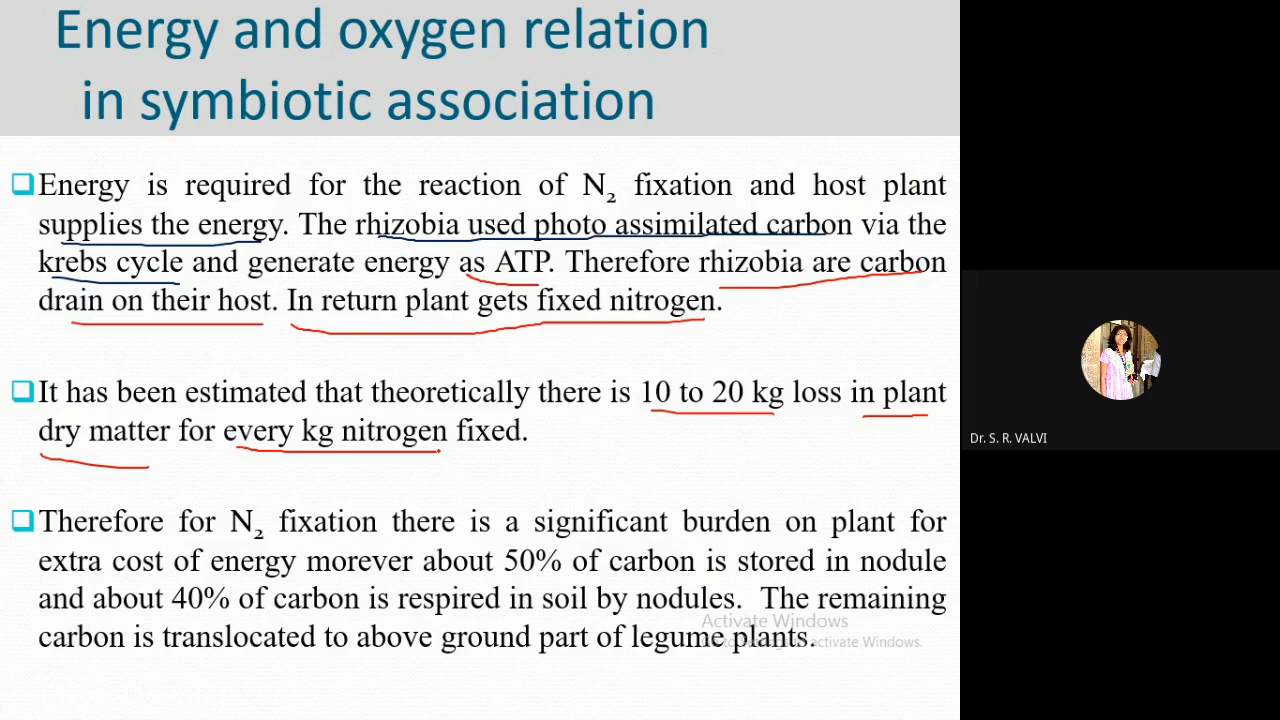 Energy and oxygen relation
in symbiotic association
Energy is required for the reaction of N₂ fixation and host plant
supplies the energy. The rhizobia used photo assimilated carbon via the
krebs cycle and generate energy as ATP. Therefore rhizobia are carbon
drain on their host. In return plant gets fixed nitrogen.
It has been estimated that theoretically there is 10 to 20 kg loss in plant
dry matter for every kg nitrogen fixed.
Therefore for N₂ fixation there is a significant burden on plant for
extra cost of energy morever about 50% of carbon is stored in nodule
and about 40% of carbon is respired in soil by nodules. The remaining
carbon is translocated to above ground part of legume plants.
Activate Windows
activate Windows.
Dr. S. R. VALVI